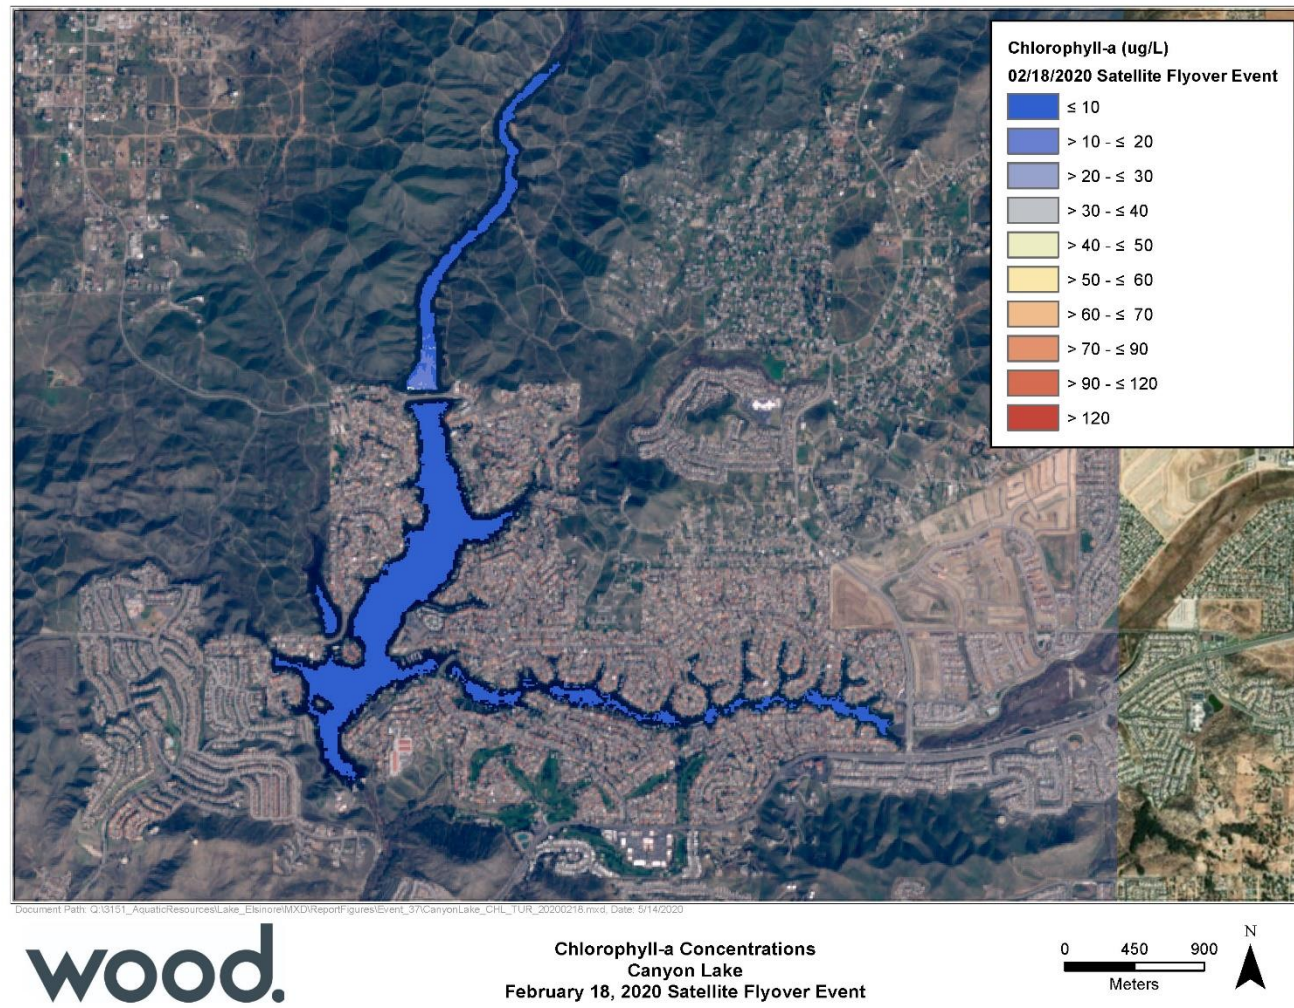 Chlorophyll-a (ug/L)
02/18/2020 Satellite Flyover Event
≤ 10
> 10 - ≤ 20
> 20 - ≤ 30
> 30 - ≤ 40
> 40 - ≤ 50
> 50 - ≤ 60
> 60 - ≤ 70
> 70 - ≤ 90
> 90 - ≤ 120
> 120
Document Path: Q:\3151_AquaticResources\Lake_Elsinore\MXD\ReportFigures\Event_37\CanyonLake_CHL_TUR_20200218.mxd, Date: 5/14/2020
wood.
Chlorophyll-a Concentrations
Canyon Lake
February 18, 2020 Satellite Flyover Event
0 450 900
Meters
N